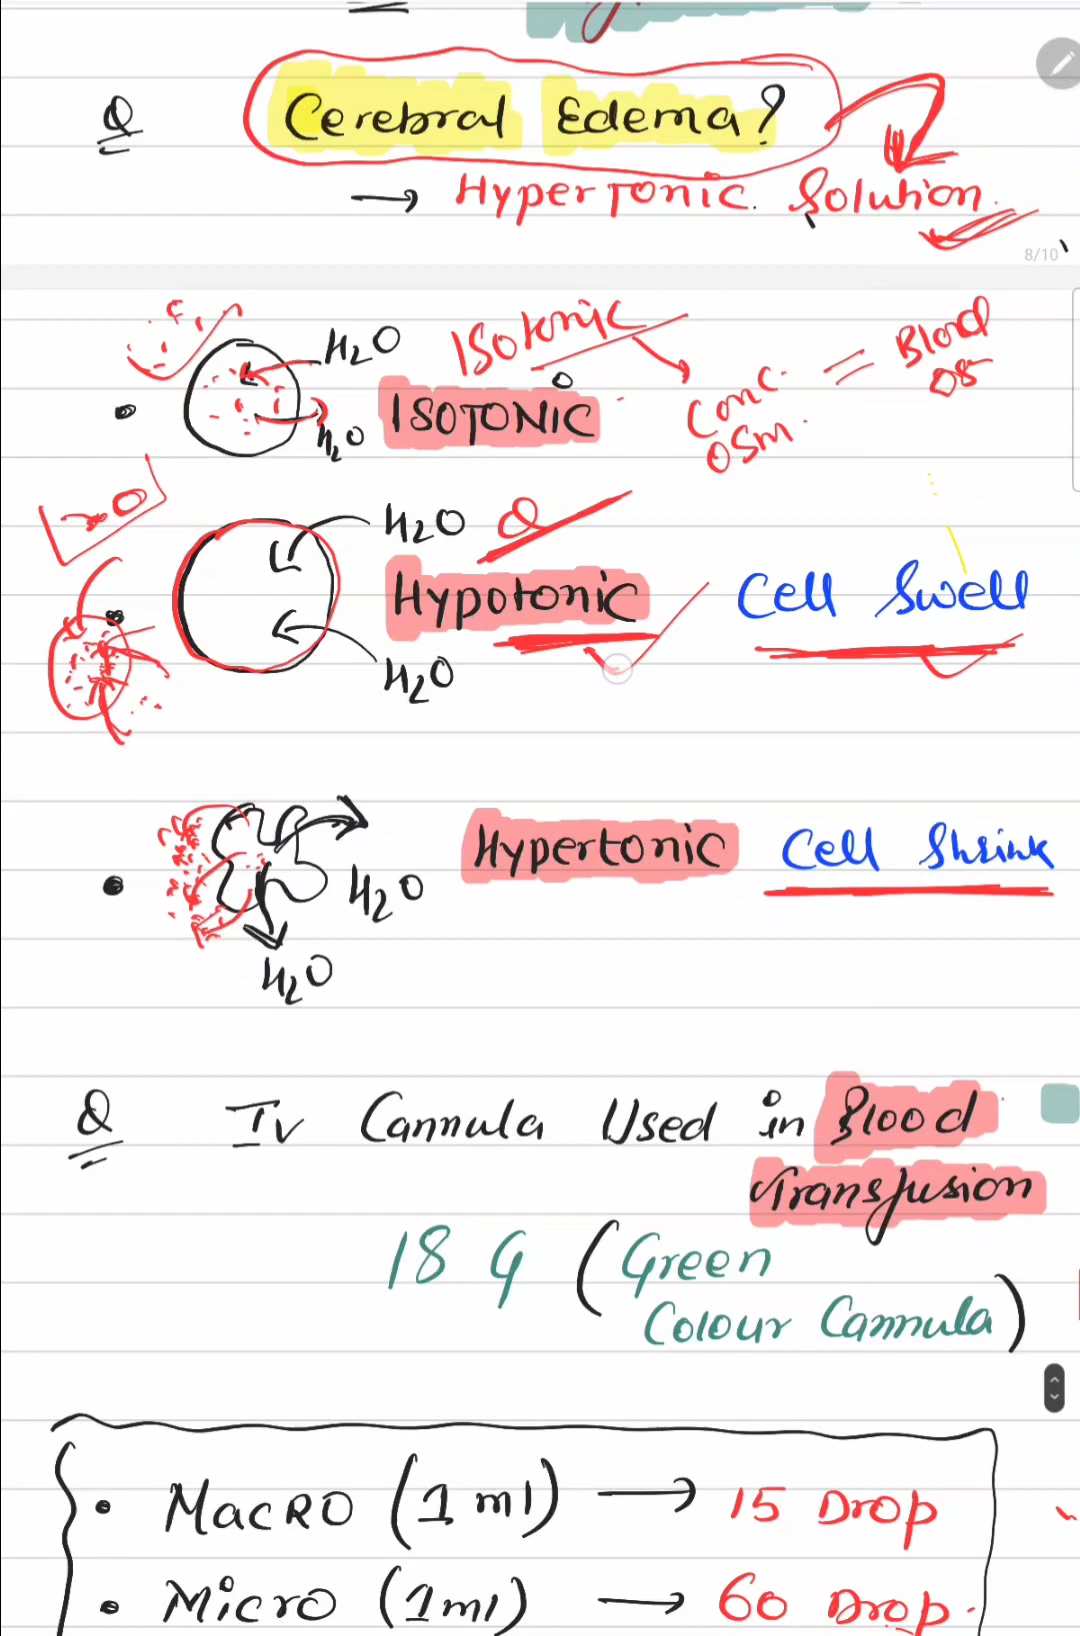 Q Cerebral Edema?
→ Hypertonic Solution.
8/10
H2O Isotonic
Conc. Osm. = Blood OS
• H2O ISOTONIC
H2O Q
• Hypotonic Cell Swell
H2O
• Hypertonic Cell Shrink
H2O
H2O
Q IV Cannula Used in Blood
Transfusion
18 G (Green
Colour Cannula)
• Macro (1 ml) → 15 Drop
• Micro (1 ml) → 60 Drop.